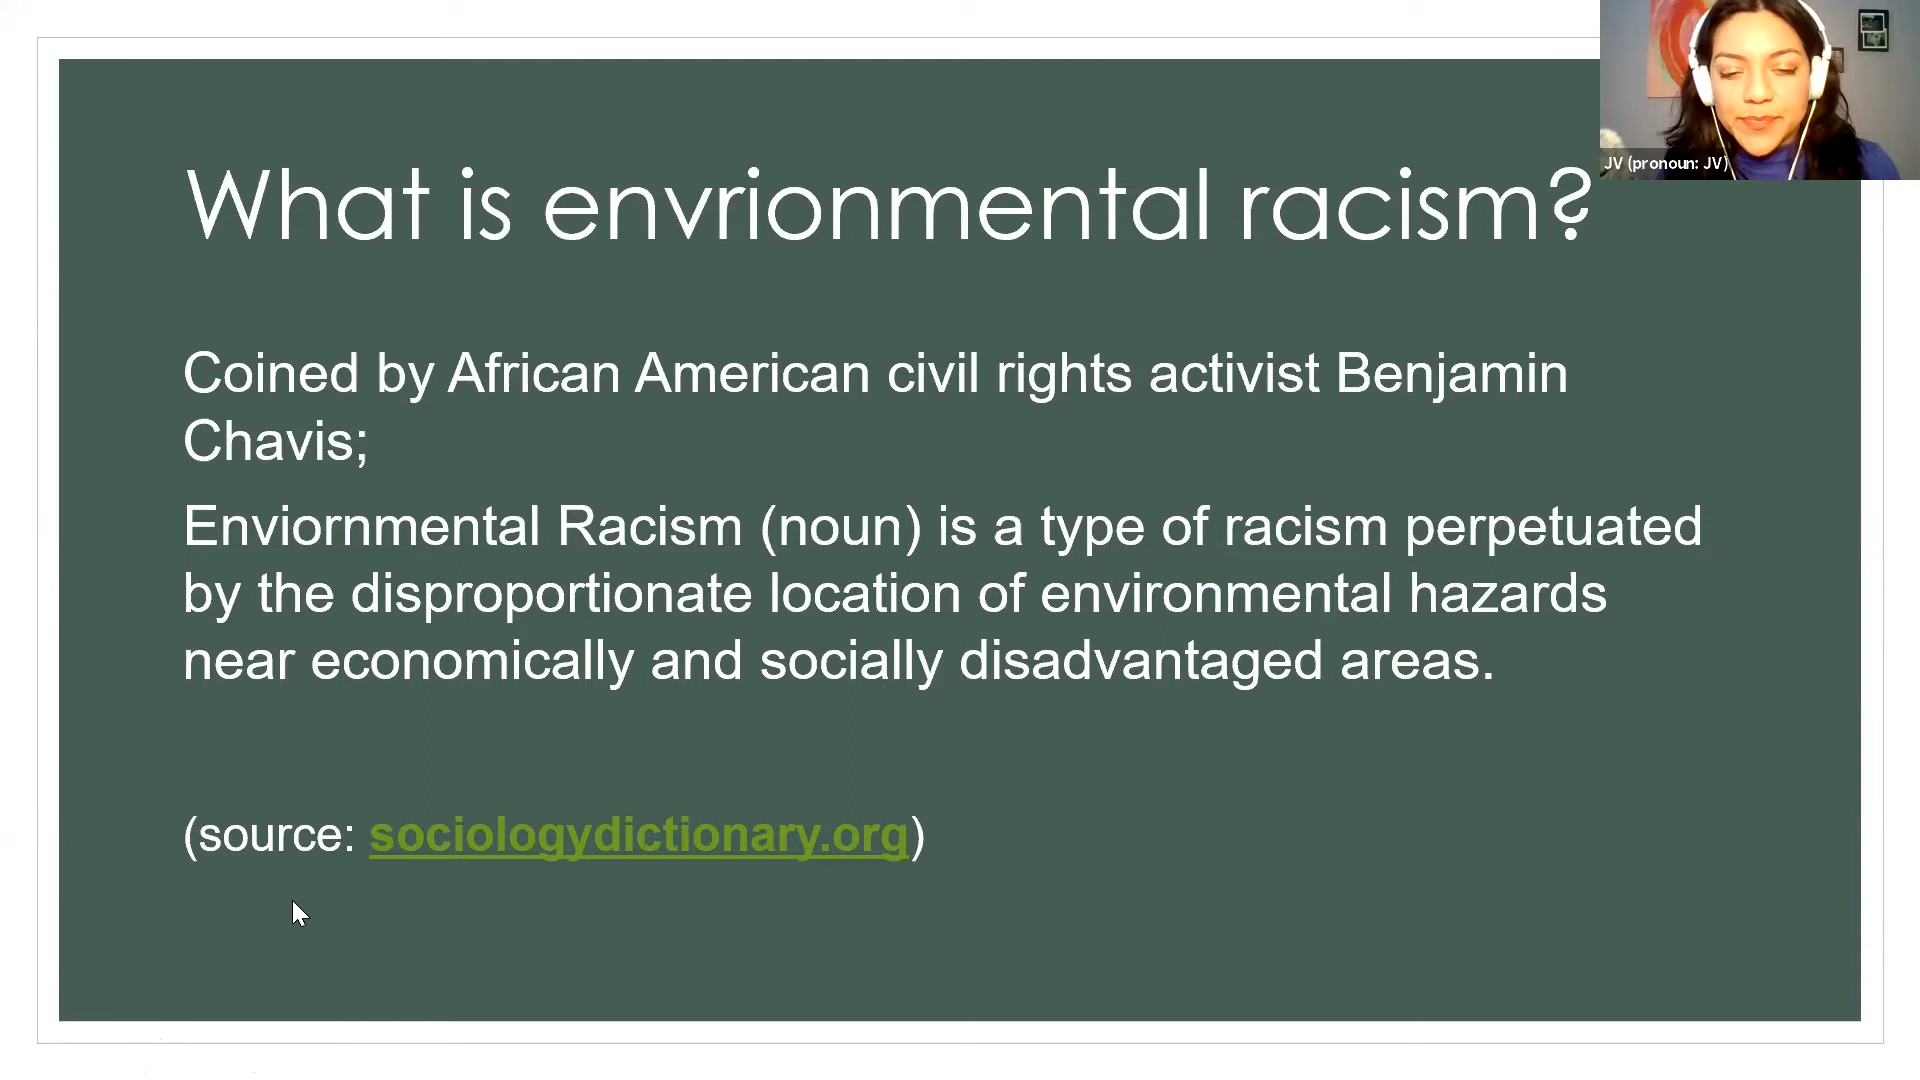 What is envrionmental racism?
JV (pronoun: JV)
Coined by African American civil rights activist Benjamin
Chavis;
Enviornmental Racism (noun) is a type of racism perpetuated
by the disproportionate location of environmental hazards
near economically and socially disadvantaged areas.
(source: sociologydictionary.org)